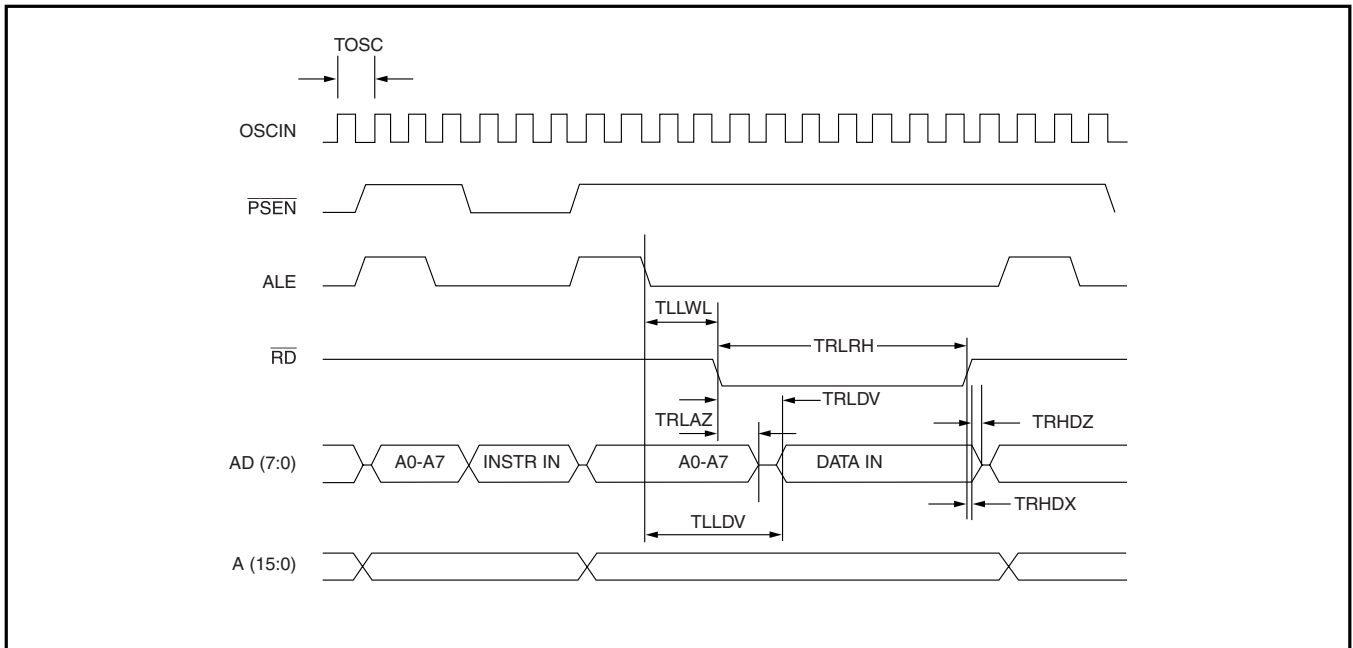 TOSC
OSCIN
PSEN
ALE
TLLWL
RD
TRLRH
TRLDV
TRLAZ
TRHDZ
AD (7:0)
A0-A7
INSTR IN
A0-A7
DATA IN
TRHDX
TLLDV
A (15:0)